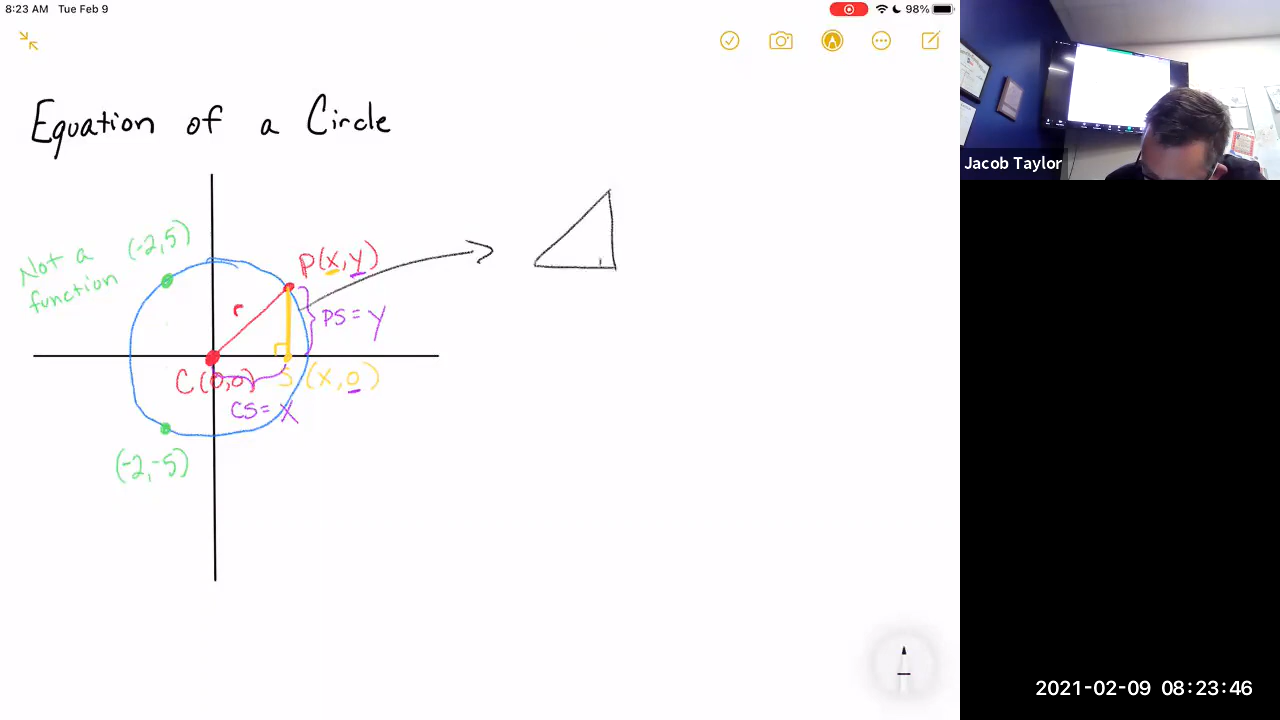 8:23 AM Tue Feb 9
98%
Equation of a Circle
Jacob Taylor
Not a
function
(-2,5)
P(x,y)
r
PS = y
C(0,0)
S(x,0)
CS = x
(-2,-5)
2021-02-09 08:23:46